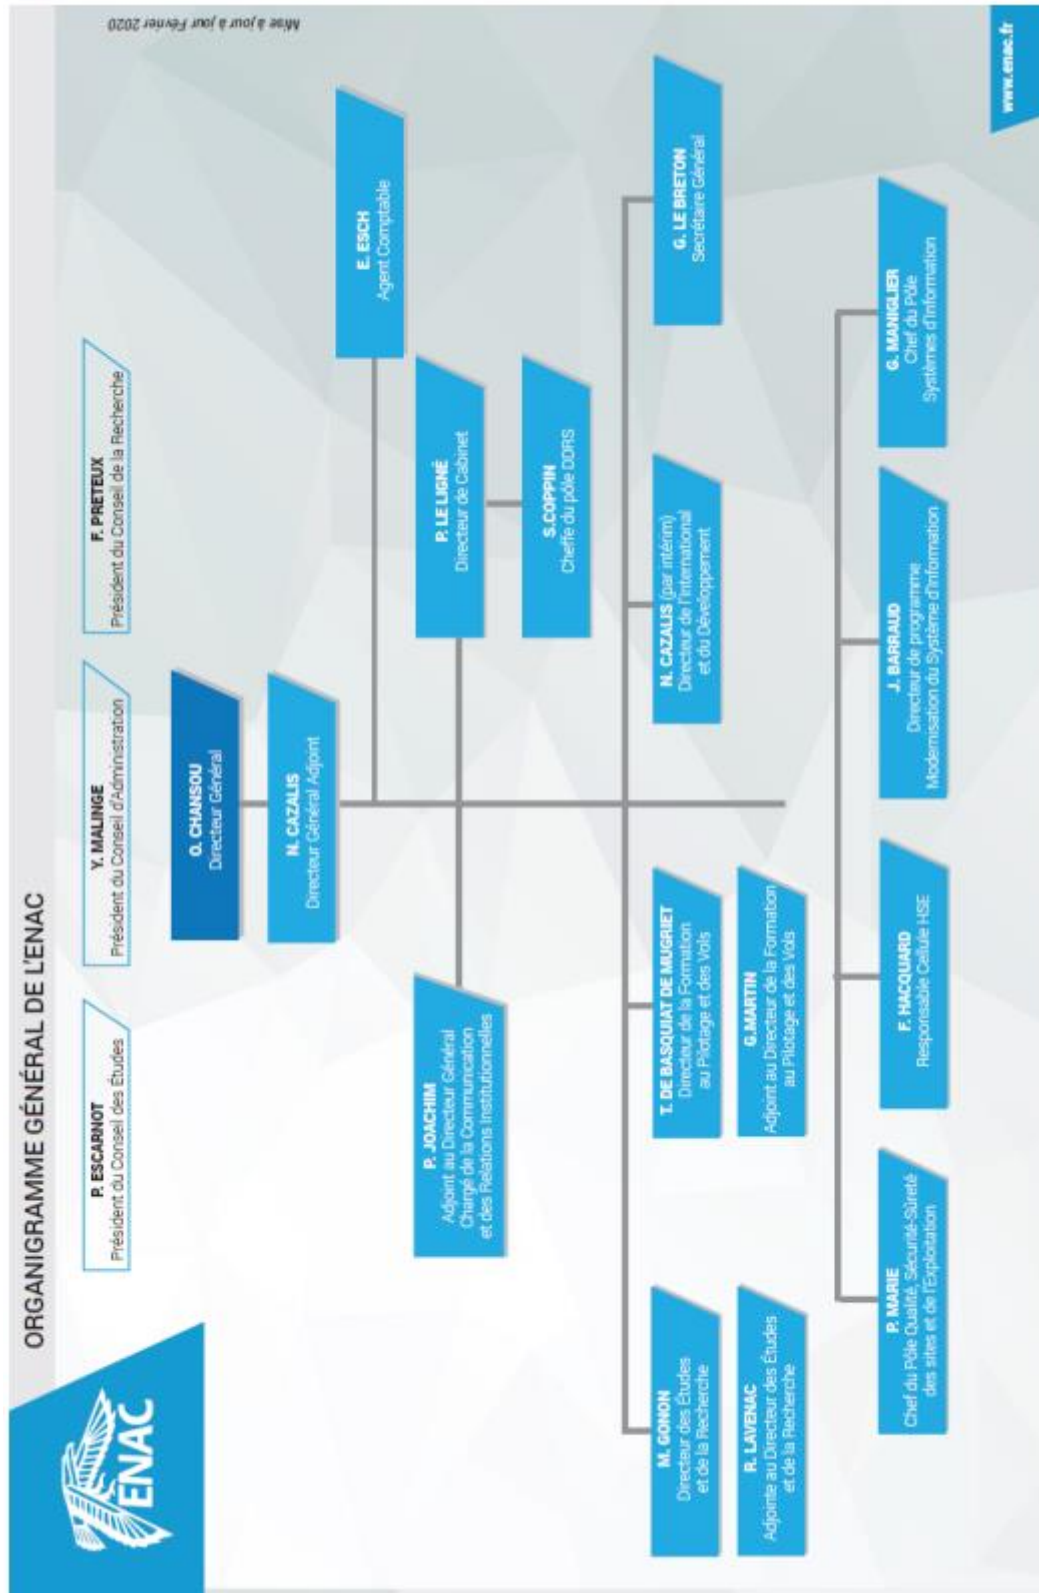 ORGANIGRAMME GÉNÉRAL DE L'ENAC
ENAC
P. ESCARNOT
Président du Conseil des Études
Y. MALINGE
Président du Conseil d'Administration
F. PRETEUX
Président du Conseil de la Recherche
Mise à jour à jour Février 2020
O. CHANSOU
Directeur Général
N. CAZALIS
Directeur Général Adjoint
E. ESCH
Agent Comptable
P. JOACHIM
Adjoint au Directeur Général
Chargé de la Communication
et des Relations Institutionnelles
P. LE LIGNÉ
Directeur de Cabinet
S.COPPIN
Cheffe du pôle DDRS
M. GONON
Directeur des Études
et de la Recherche
T. DE BASQUIAT DE MUGRIET
Directeur de la Formation
au Pilotage et des Vols
N. CAZALIS (par intérim)
Directeur de l'International
et du Développement
G. LE BRETON
Secrétaire Général
R. LAVENAC
Adjointe au Directeur des Études
et de la Recherche
G.MARTIN
Adjoint au Directeur de la Formation
au Pilotage et des Vols
P. MARIE
Chef du Pôle Qualité, Sécurité-Sûreté
des sites et de l'Exploitation
F. HACQUARD
Responsable Cellule HSE
J. BARRAUD
Directeur de programme
Modernisation du Système d'Information
G. MANIGLIER
Chef du Pôle
Systèmes d'Information
www.enac.fr